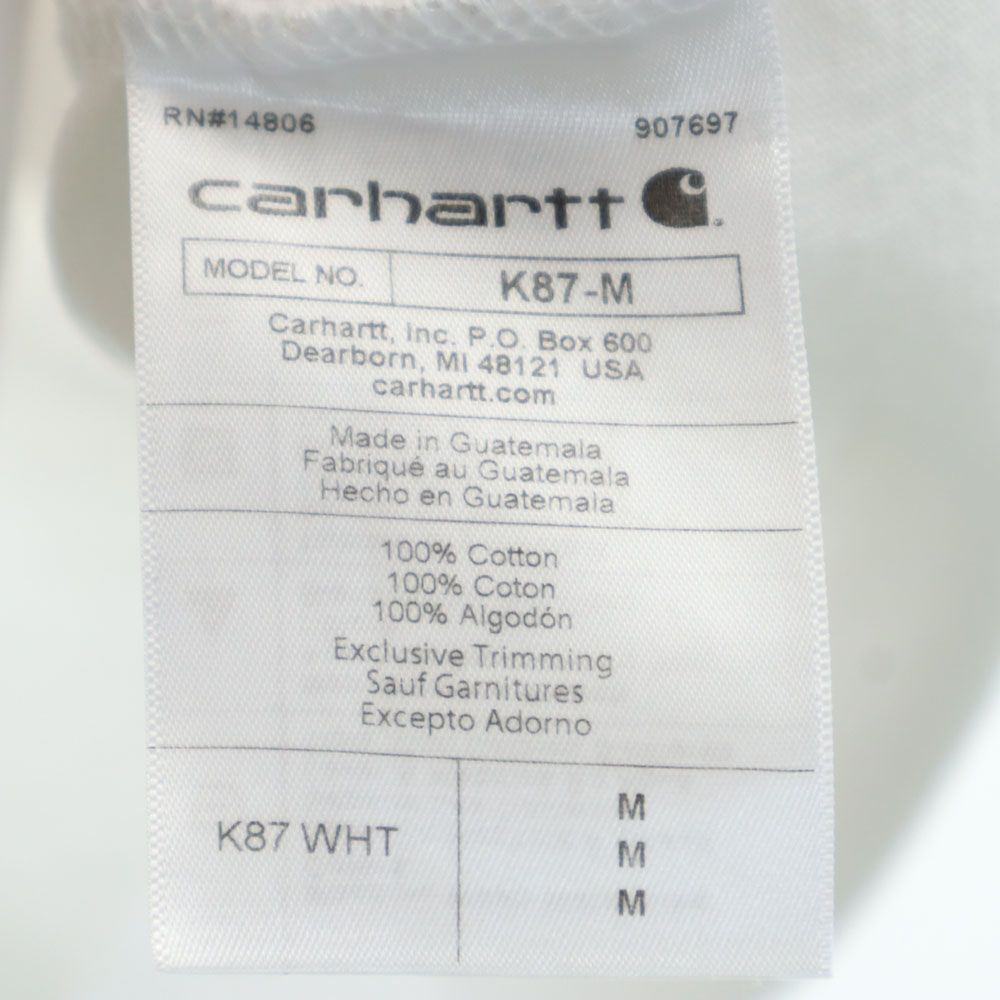 RN#14806 907697
carhartt
MODEL NO. K87-M
Carhartt, Inc. P.O. Box 600
Dearborn, MI 48121 USA
carhartt.com
Made in Guatemala
Fabriqué au Guatemala
Hecho en Guatemala
100% Cotton
100% Coton
100% Algodón
Exclusive Trimming
Sauf Garnitures
Excepto Adorno
K87 WHT
M
M
M